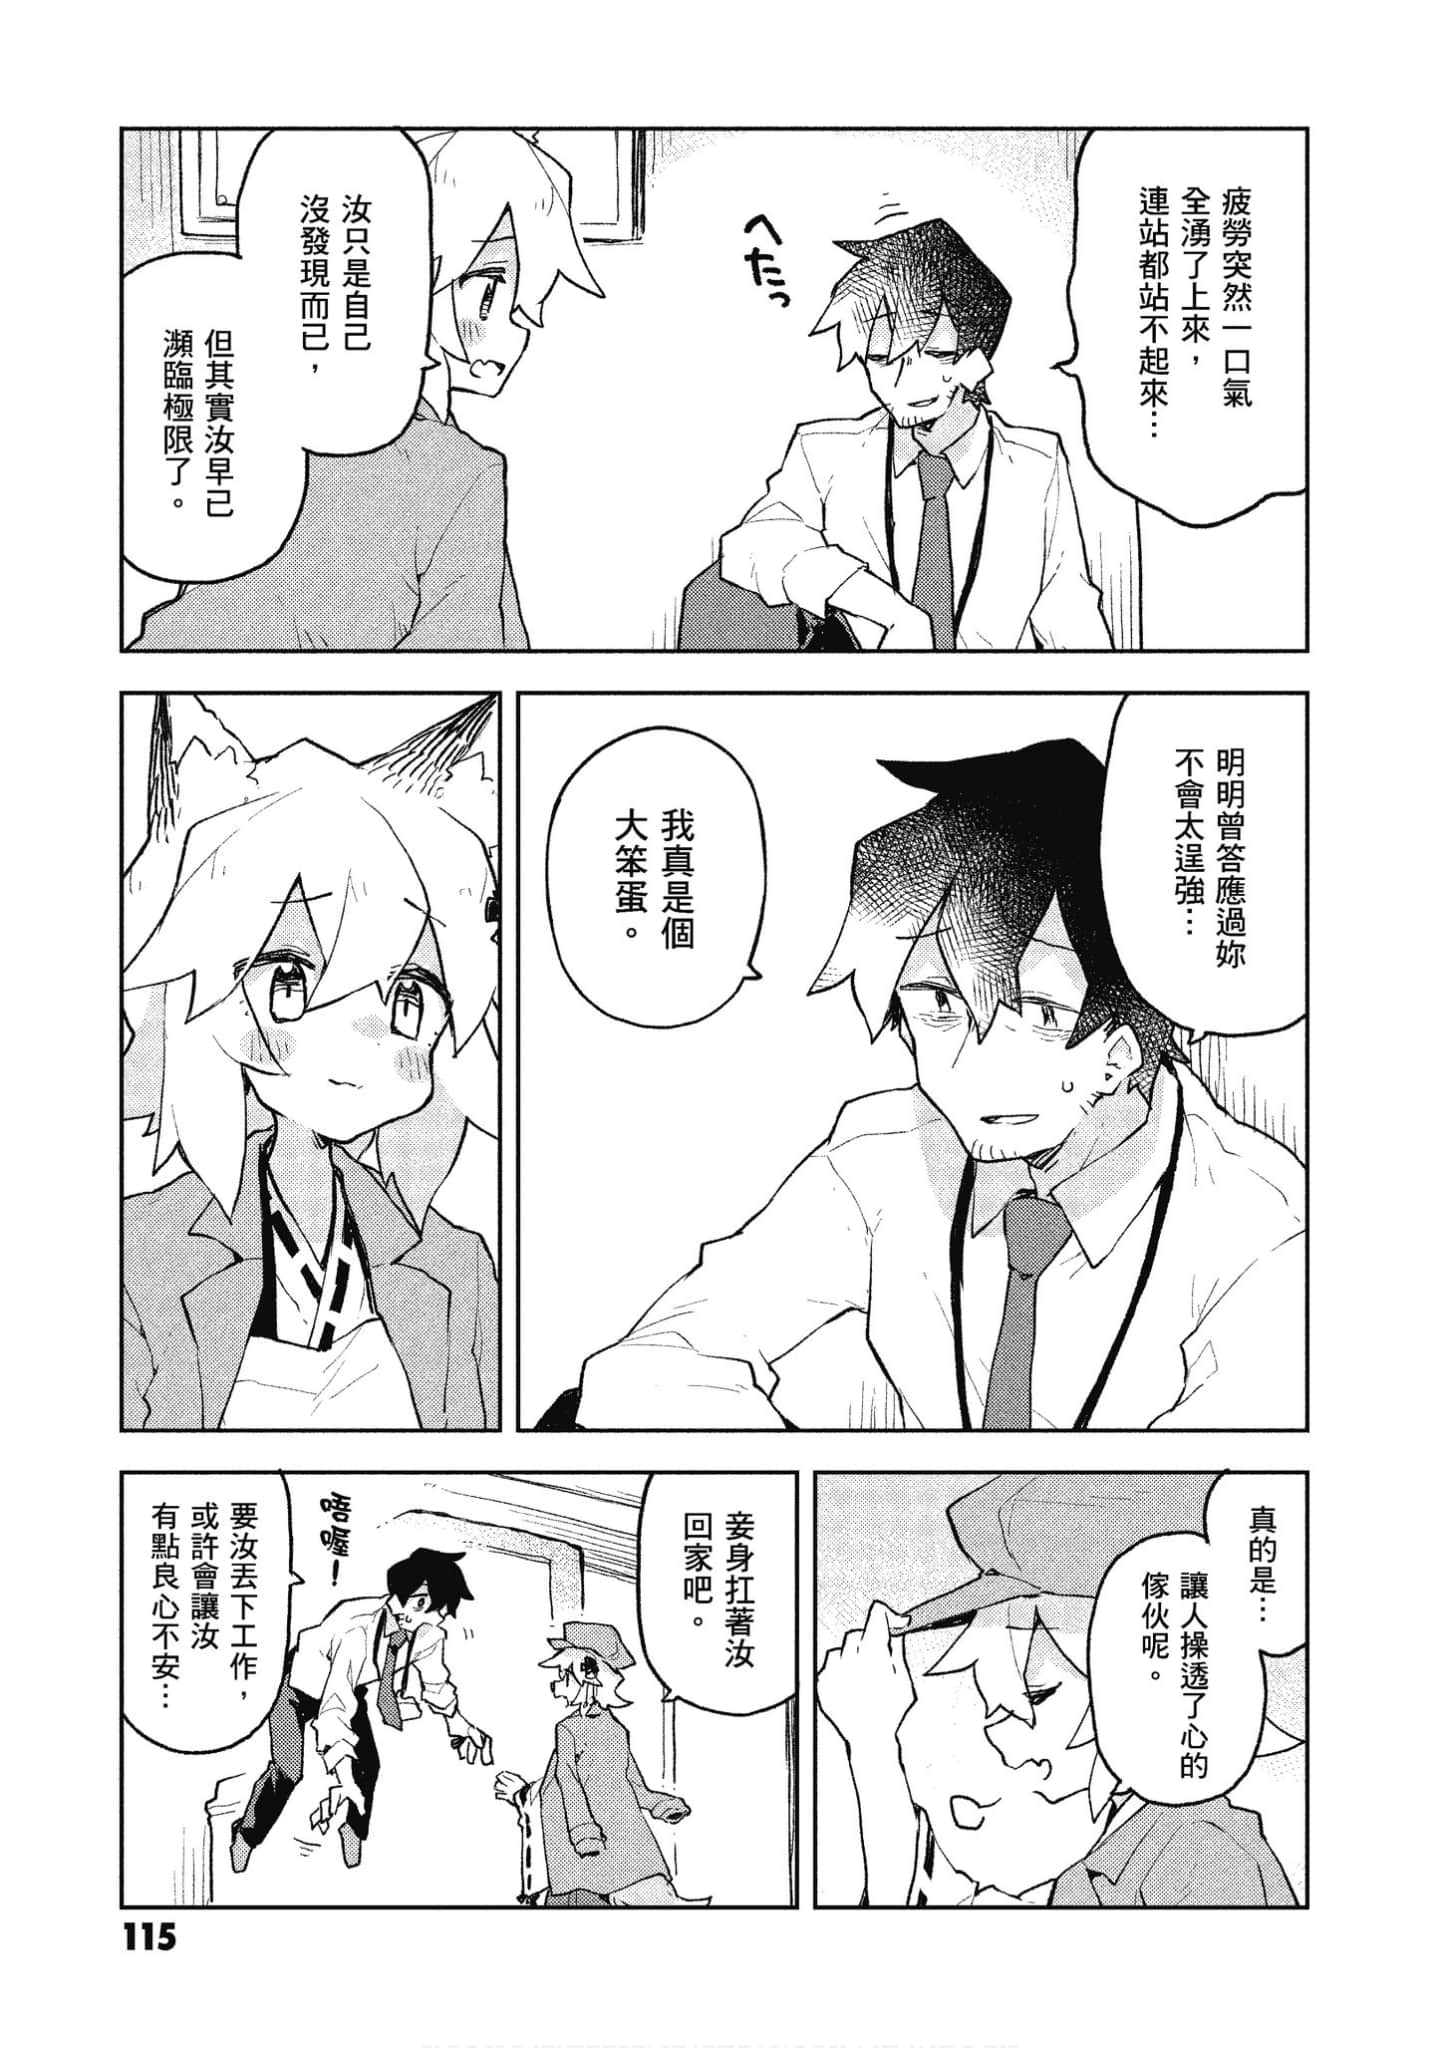 疲勞突然一口氣
全湧了上來，
連站都站不起來…
へたっ
汝只是自己
沒發現而已，
但其實汝早已
瀕臨極限了。
明明曾答應過妳
不會太逞強…
我真是個
大笨蛋。
真的是…
讓人操透了心的
傢伙呢。
妾身扛著汝
回家吧。
唔喔！
要汝丟下工作，
或許會讓汝
有點良心不安…
115